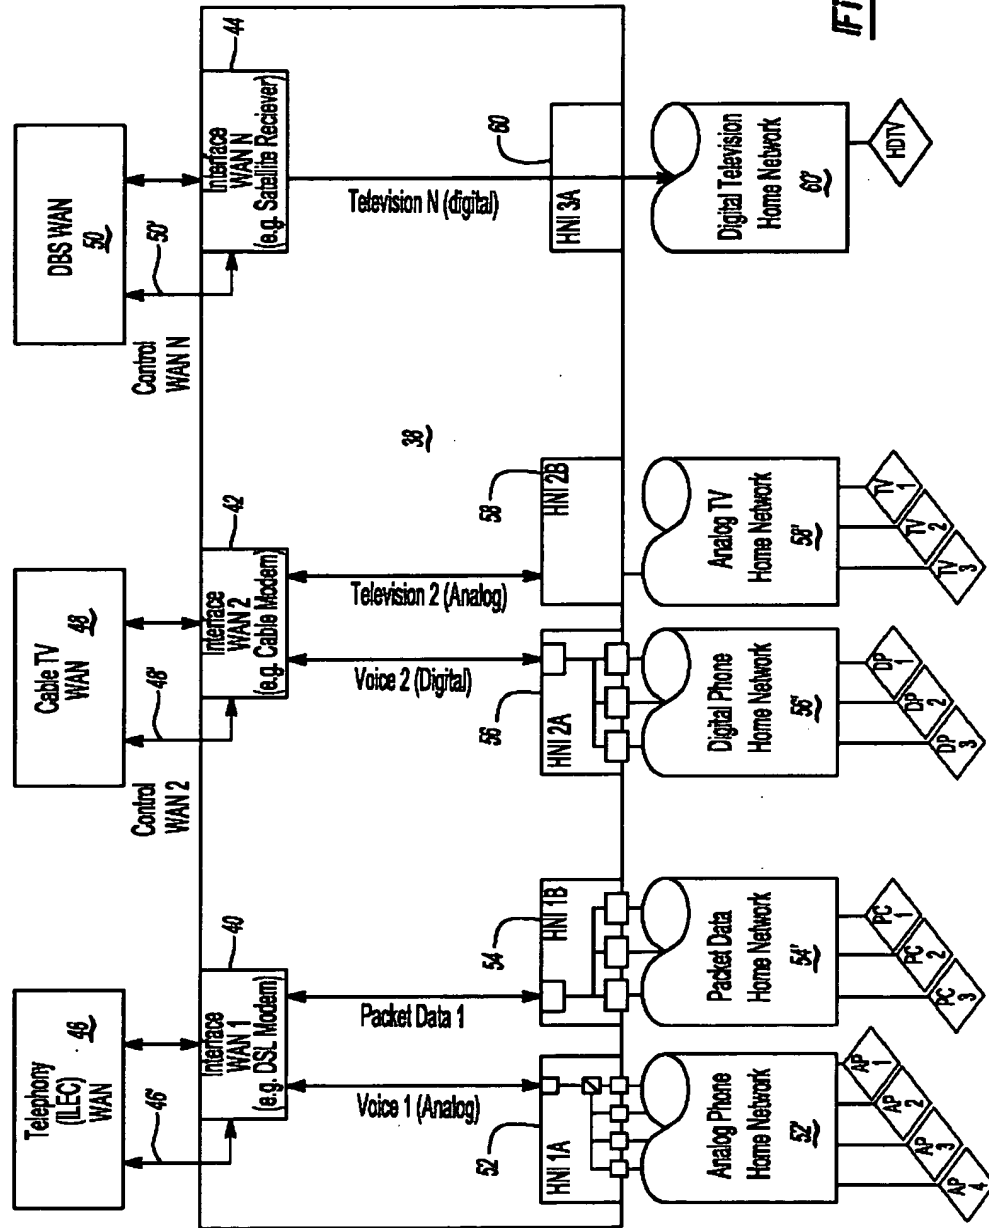 Telephony
(ILEC)
WAN
46
46'
Cable TV
WAN
48
48'
DBS WAN
50
50'
Control
WAN 2
Control
WAN N
Interface
WAN 1
(e.g. DSL Modem)
40
Interface
WAN 2
(e.g. Cable Modem)
42
Interface
WAN N
(e.g. Satellite Reciever)
44
38
Voice 1 (Analog)
Packet Data 1
Voice 2 (Digital)
Television 2 (Analog)
Television N (digital)
52
HNI 1A
54
HNI 1B
56
HNI 2A
58
HNI 2B
60
HNI 3A
Analog Phone
Home Network
52'
Packet Data
Home Network
54'
Digital Phone
Home Network
56'
Analog TV
Home Network
58'
Digital Television
Home Network
60'
AP
1
AP
2
AP
3
AP
4
PC
1
PC
2
PC
3
DP
1
DP
2
DP
3
TV
1
TV
2
TV
3
HDTV